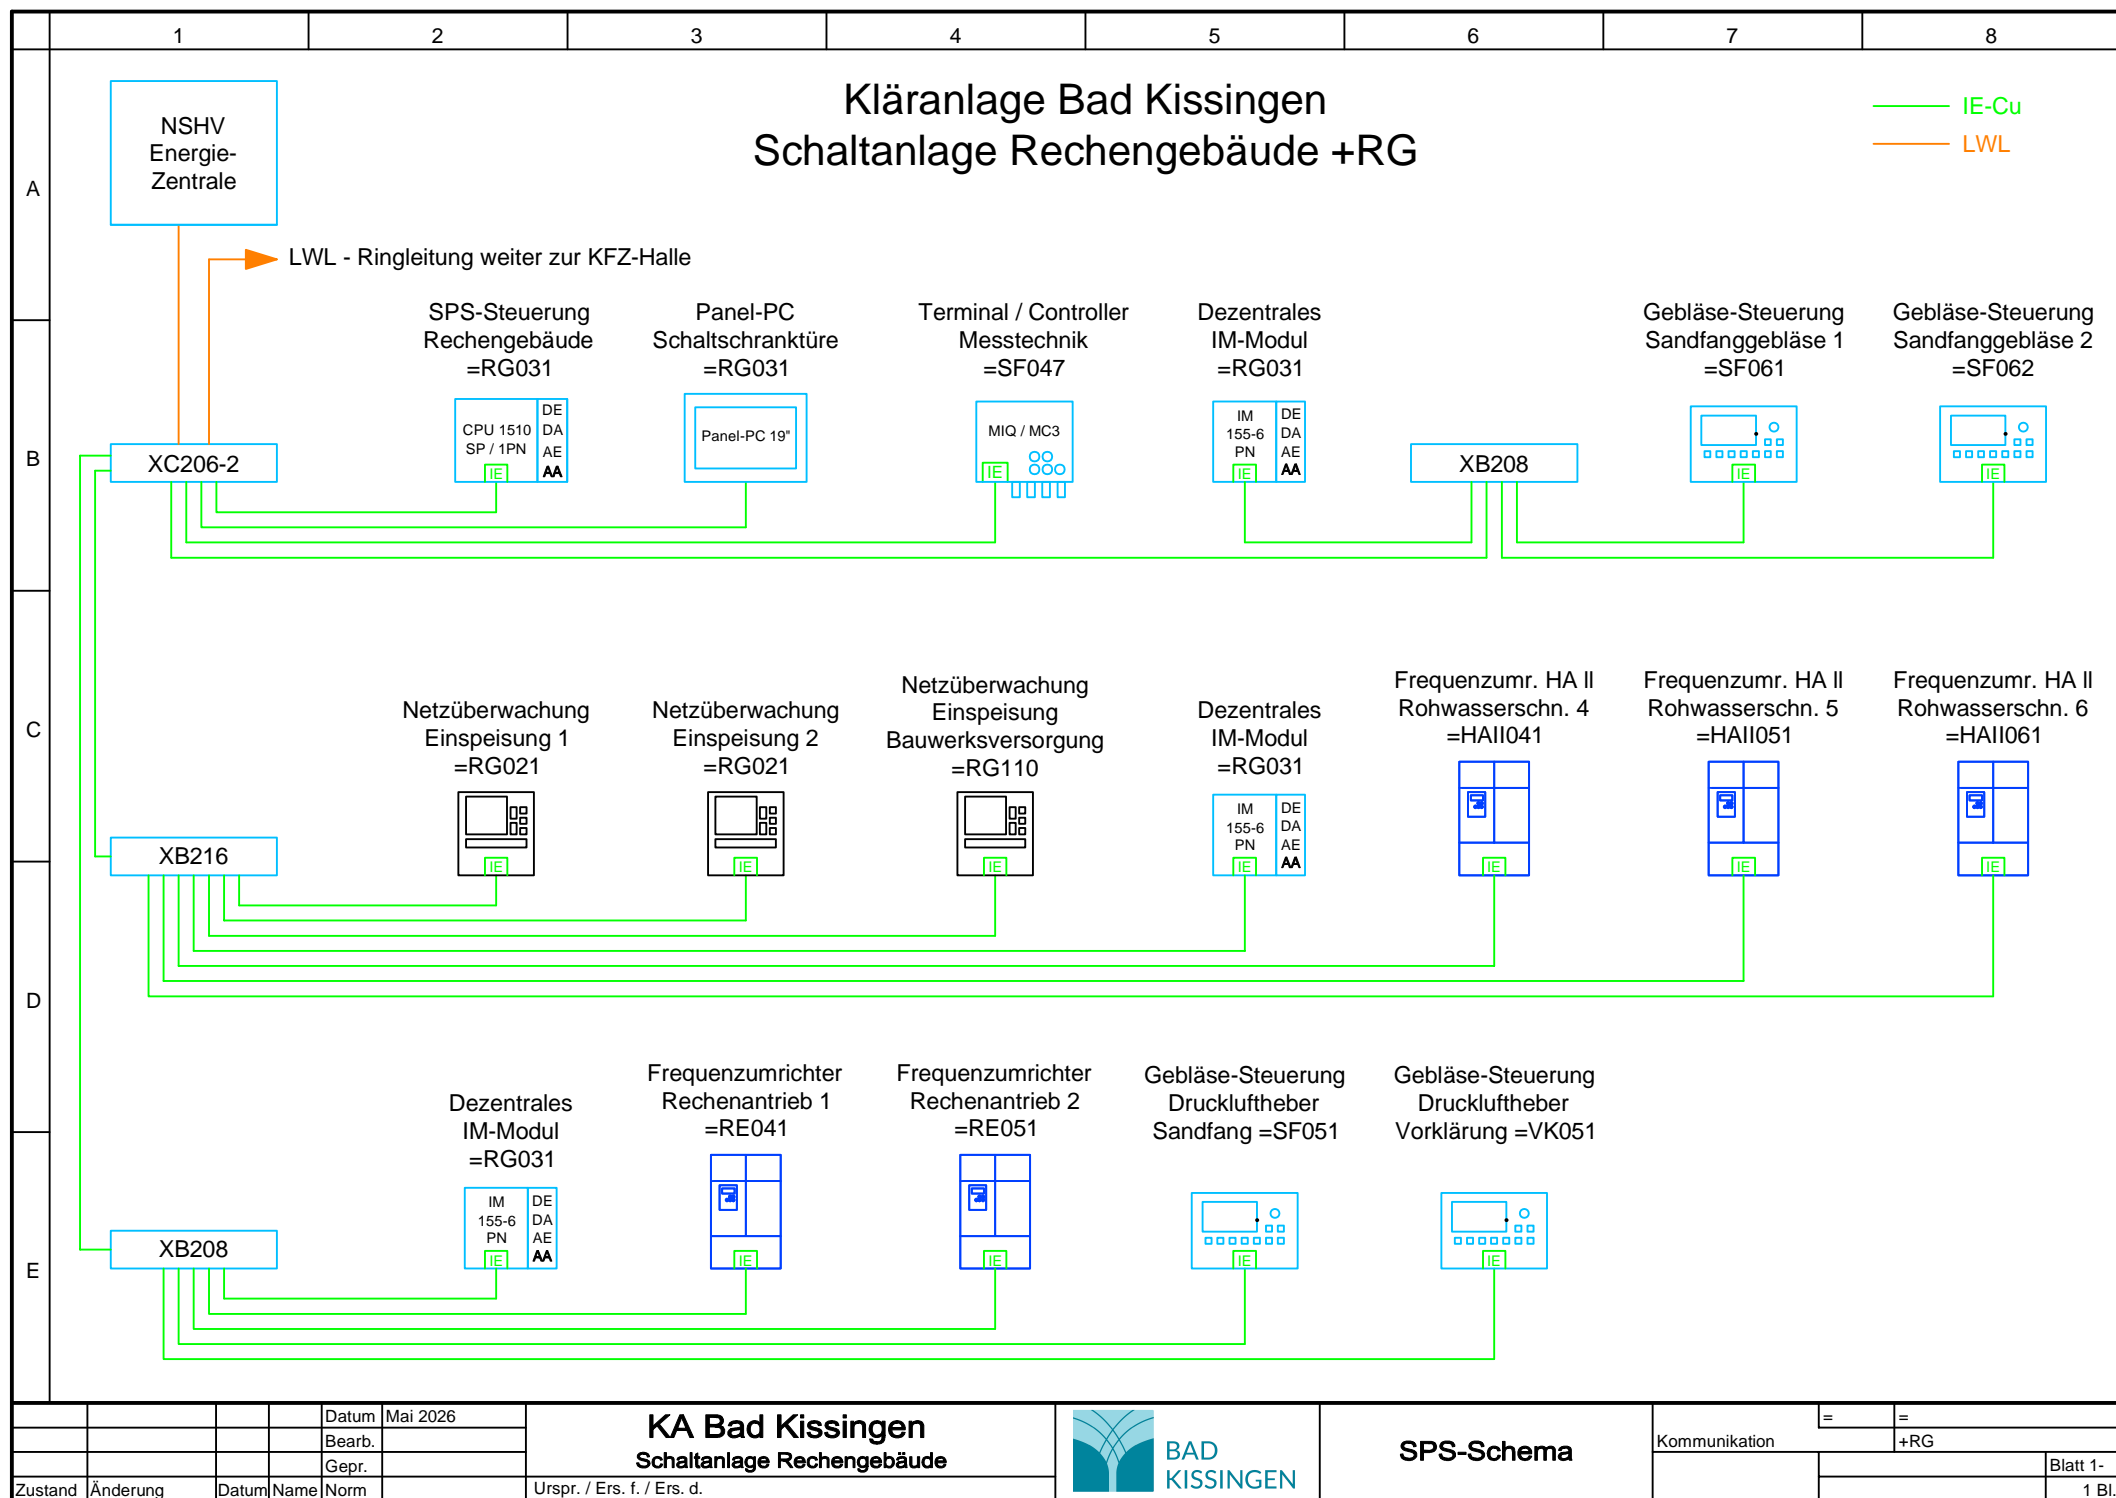 1 2 3 4 5 6 7 8
A
B
C
D
E
Kläranlage Bad Kissingen
Schaltanlage Rechengebäude +RG
IE-Cu
LWL
NSHV
Energie-
Zentrale
LWL - Ringleitung weiter zur KFZ-Halle
XC206-2
SPS-Steuerung
Rechengebäude
=RG031
CPU 1510
SP / 1PN
IE
DE
DA
AE
AA
Panel-PC
Schaltschranktüre
=RG031
Panel-PC 19"
Terminal / Controller
Messtechnik
=SF047
MIQ / MC3
IE
Dezentrales
IM-Modul
=RG031
IM
155-6
PN
IE
DE
DA
AE
AA
XB208
Gebläse-Steuerung
Sandfanggebläse 1
=SF061
IE
Gebläse-Steuerung
Sandfanggebläse 2
=SF062
IE
XB216
Netzüberwachung
Einspeisung 1
=RG021
IE
Netzüberwachung
Einspeisung 2
=RG021
IE
Netzüberwachung
Einspeisung
Bauwerksversorgung
=RG110
IE
Dezentrales
IM-Modul
=RG031
IM
155-6
PN
IE
DE
DA
AE
AA
Frequenzumr. HA II
Rohwasserschn. 4
=HAII041
IE
Frequenzumr. HA II
Rohwasserschn. 5
=HAII051
IE
Frequenzumr. HA II
Rohwasserschn. 6
=HAII061
IE
XB208
Dezentrales
IM-Modul
=RG031
IM
155-6
PN
IE
DE
DA
AE
AA
Frequenzumrichter
Rechenantrieb 1
=RE041
IE
Frequenzumrichter
Rechenantrieb 2
=RE051
IE
Gebläse-Steuerung
Druckluftheber
Sandfang =SF051
IE
Gebläse-Steuerung
Druckluftheber
Vorklärung =VK051
IE
Datum Mai 2026
Bearb.
Gepr.
Zustand Änderung Datum Name Norm
KA Bad Kissingen
Schaltanlage Rechengebäude
Urspr. / Ers. f. / Ers. d.
BAD
KISSINGEN
SPS-Schema
= =
Kommunikation +RG
Blatt 1-
1 Bl.